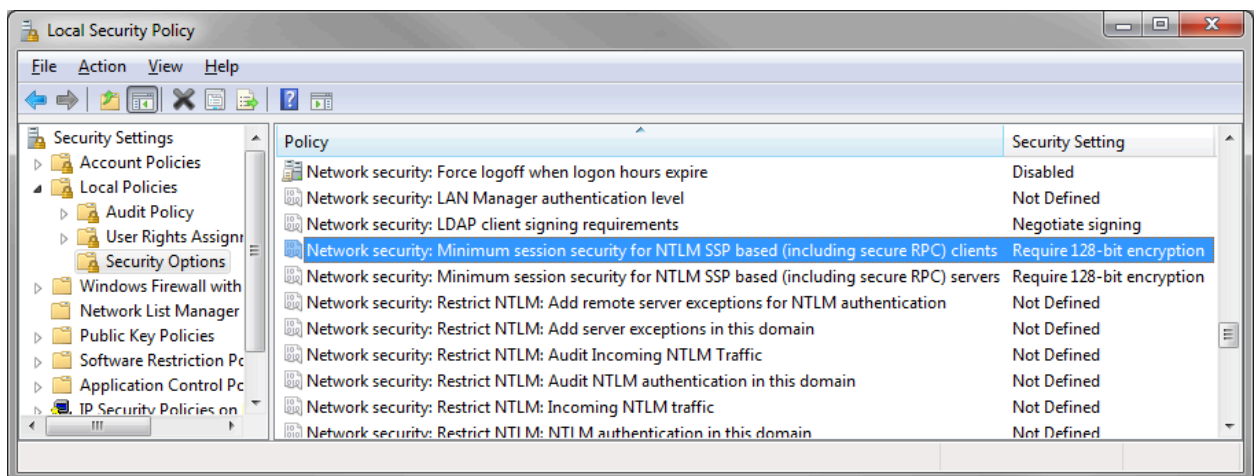 Local Security Policy
File Action View Help
Security Settings
Account Policies
Local Policies
Audit Policy
User Rights Assignr
Security Options
Windows Firewall with
Network List Manager
Public Key Policies
Software Restriction Pc
Application Control Pc
IP Security Policies on
Policy Security Setting
Network security: Force logoff when logon hours expire Disabled
Network security: LAN Manager authentication level Not Defined
Network security: LDAP client signing requirements Negotiate signing
Network security: Minimum session security for NTLM SSP based (including secure RPC) clients Require 128-bit encryption
Network security: Minimum session security for NTLM SSP based (including secure RPC) servers Require 128-bit encryption
Network security: Restrict NTLM: Add remote server exceptions for NTLM authentication Not Defined
Network security: Restrict NTLM: Add server exceptions in this domain Not Defined
Network security: Restrict NTLM: Audit Incoming NTLM Traffic Not Defined
Network security: Restrict NTLM: Audit NTLM authentication in this domain Not Defined
Network security: Restrict NTLM: Incoming NTLM traffic Not Defined
Network security: Restrict NTLM: NTLM authentication in this domain Not Defined